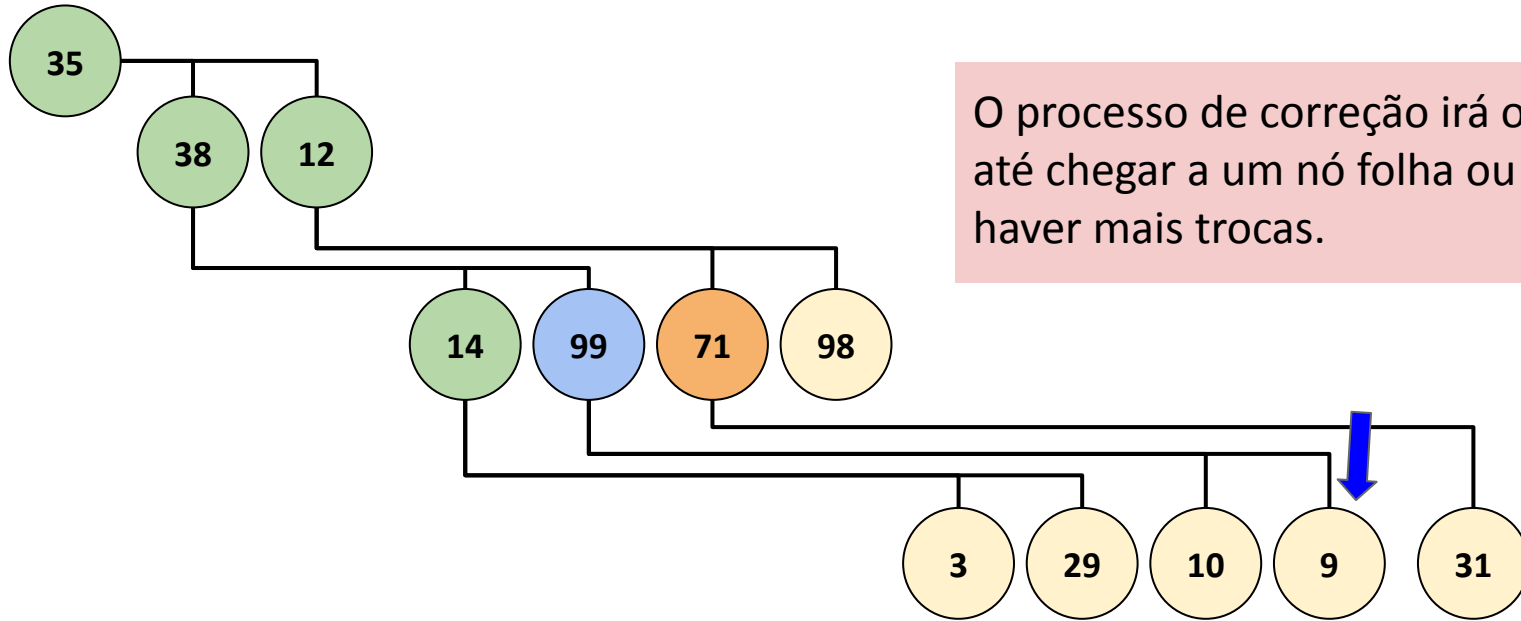 35
38 12
O processo de correção irá
até chegar a um nó folha ou
haver mais trocas.
14 99 71 98
3 29 10 9 31